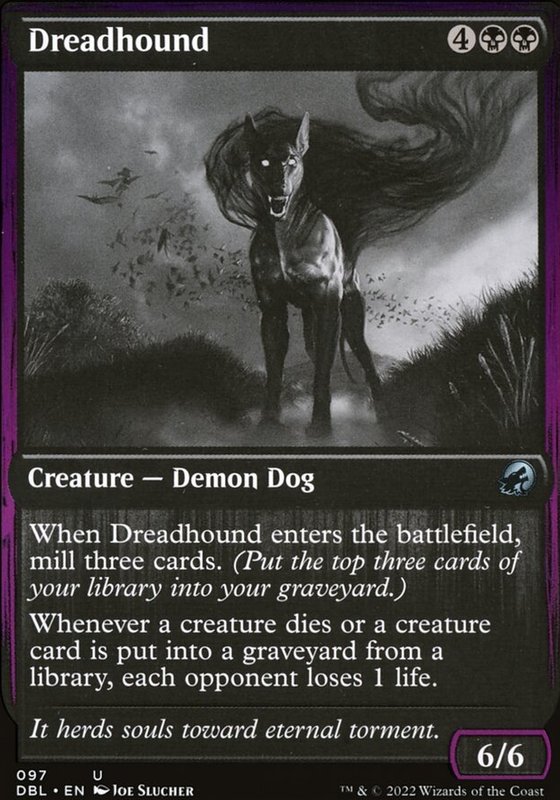 Dreadhound 4
Creature — Demon Dog
When Dreadhound enters the battlefield,
mill three cards. (Put the top three cards of
your library into your graveyard.)
Whenever a creature dies or a creature
card is put into a graveyard from a
library, each opponent loses 1 life.
It herds souls toward eternal torment.
6/6
097 U
DBL • EN Joe Slucher ™ & © 2022 Wizards of the Coast